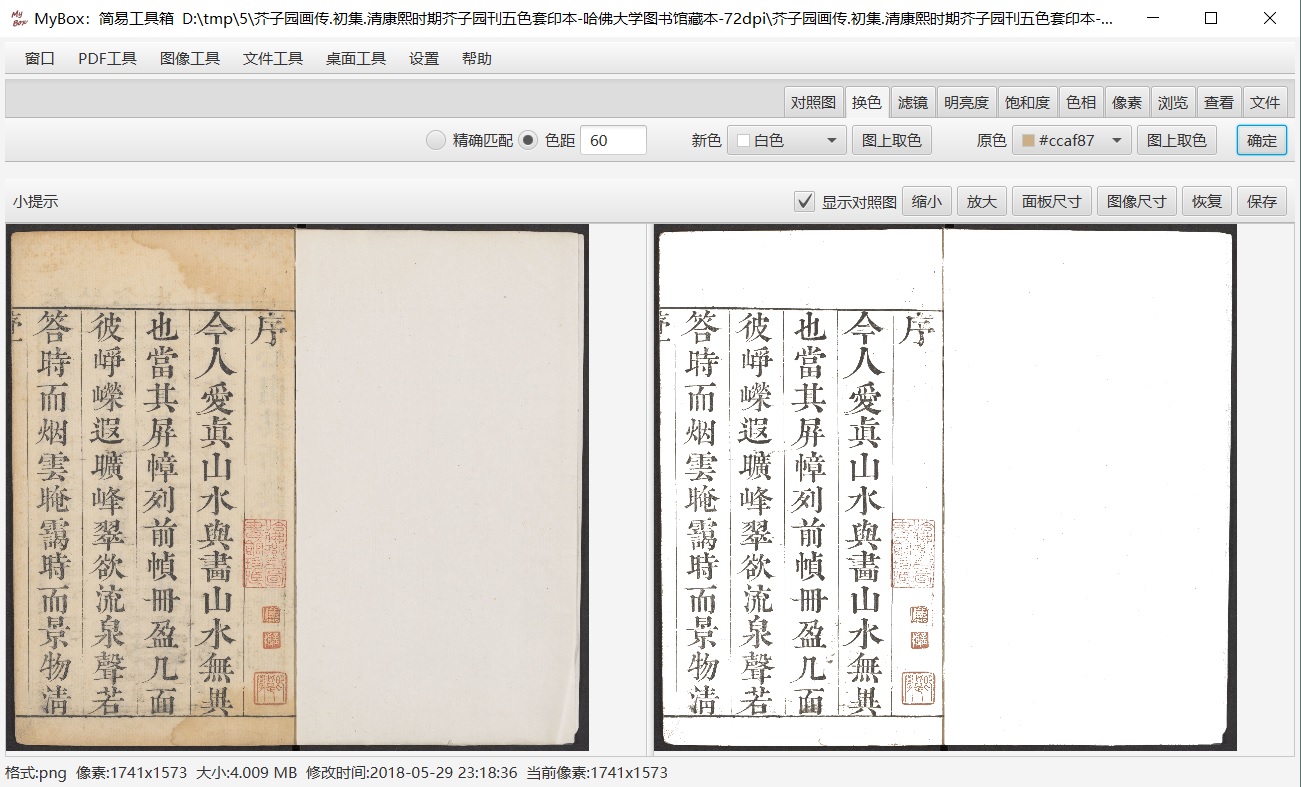 MyBox：简易工具箱 D:\tmp\5\芥子园画传.初集.清康熙时期芥子园刊五色套印本-哈佛大学图书馆藏本-72dpi\芥子园画传.初集.清康熙时期芥子园刊五色套印本-...
窗口 PDF工具 图像工具 文件工具 桌面工具 设置 帮助
对照图 换色 滤镜 明亮度 饱和度 色相 像素 浏览 查看 文件
精确匹配 色距 60 新色 白色 图上取色 原色 #ccaf87 图上取色 确定
小提示 显示对照图 缩小 放大 面板尺寸 图像尺寸 恢复 保存
序
今人愛真山水與畵山水無異
也當其屏幛列前幀冊盈几面
彼崢嶸遐曠峰翠欲流泉聲若
答時而烟雲晻靄時而景物淸
序
今人愛真山水與畵山水無異
也當其屏幛列前幀冊盈几面
彼崢嶸遐曠峰翠欲流泉聲若
答時而烟雲晻靄時而景物淸
格式:png 像素:1741x1573 大小:4.009 MB 修改时间:2018-05-29 23:18:36 当前像素:1741x1573